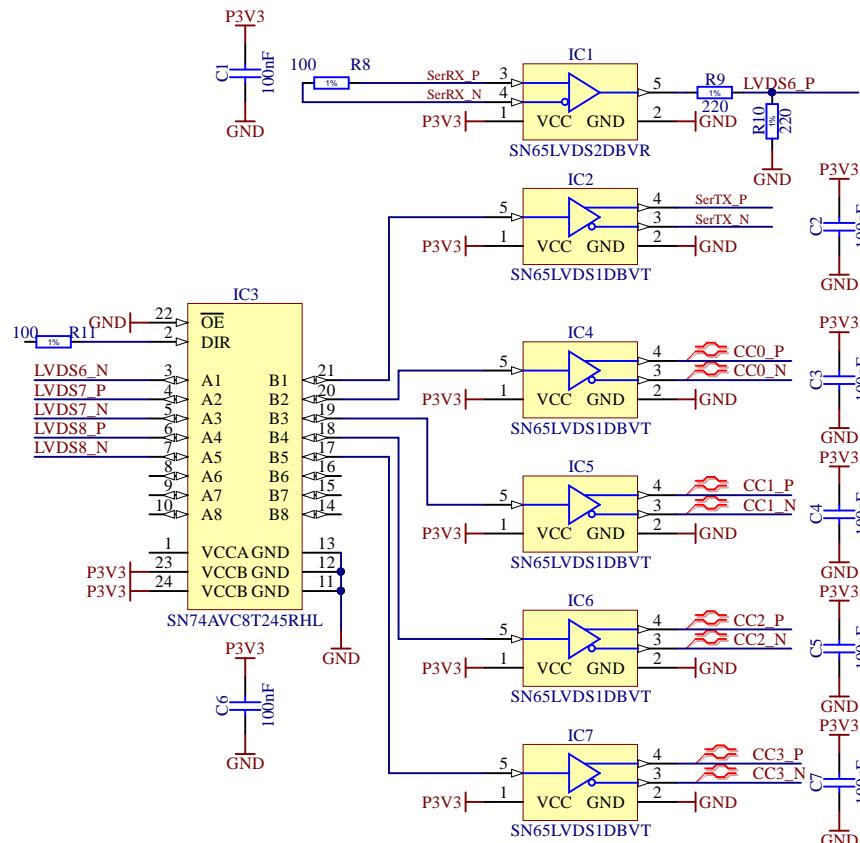 P3V3
C1
100nF
GND
100
1%
R8
SerRX_P
SerRX_N
IC1
3
4
1
5
2
VCC GND
P3V3
GND
SN65LVDS2DBVR
R9
1%
220
LVDS6_P
R10
1%
220
GND
IC2
5
1
4
3
2
VCC GND
P3V3
GND
SN65LVDS1DBVT
SerTX_P
SerTX_N
P3V3
C2
100nF
GND
IC3
GND
22
OE
100
1%
R11
2
DIR
LVDS6_N
3
A1
B1
21
LVDS7_P
4
A2
B2
20
LVDS7_N
5
A3
B3
19
LVDS8_P
6
A4
B4
18
LVDS8_N
7
A5
B5
17
8
A6
B6
16
9
A7
B7
15
10
A8
B8
14
1
VCCA GND
13
P3V3
23
VCCB GND
12
P3V3
24
VCCB GND
11
SN74AVC8T245RHL
GND
P3V3
C6
100nF
GND
IC4
5
1
4
3
2
VCC GND
P3V3
GND
SN65LVDS1DBVT
CC0_P
CC0_N
P3V3
C3
100nF
GND
IC5
5
1
4
3
2
VCC GND
P3V3
GND
SN65LVDS1DBVT
CC1_P
CC1_N
P3V3
C4
100nF
GND
IC6
5
1
4
3
2
VCC GND
P3V3
GND
SN65LVDS1DBVT
CC2_P
CC2_N
P3V3
C5
100nF
GND
IC7
5
1
4
3
2
VCC GND
P3V3
GND
SN65LVDS1DBVT
CC3_P
CC3_N
P3V3
C7
100nF
GND